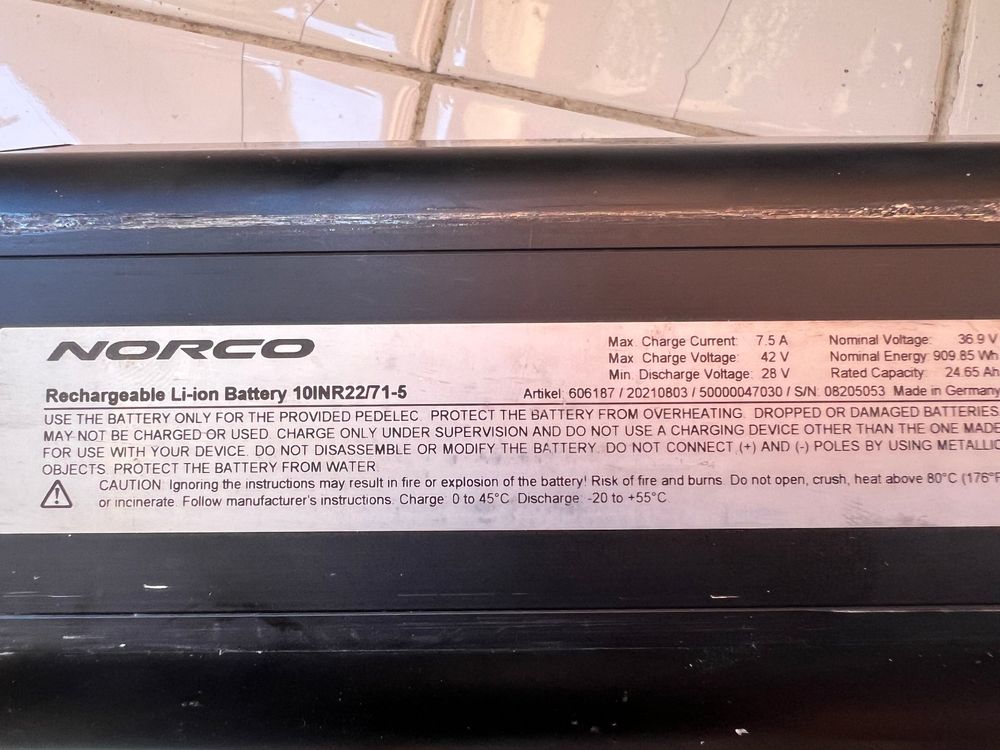 NORCO
Max. Charge Current: 7.5 A Nominal Voltage: 36.9 V
Max. Charge Voltage: 42 V Nominal Energy: 909.85 Wh
Min. Discharge Voltage: 28 V Rated Capacity: 24.65 Ah
Rechargeable Li-ion Battery 10INR22/71-5 Artikel: 606187 / 20210803 / 50000047030 / S/N: 08205053 Made in Germany
USE THE BATTERY ONLY FOR THE PROVIDED PEDELEC. PROTECT THE BATTERY FROM OVERHEATING. DROPPED OR DAMAGED BATTERIES
MAY NOT BE CHARGED OR USED. CHARGE ONLY UNDER SUPERVISION AND DO NOT USE A CHARGING DEVICE OTHER THAN THE ONE MADE
FOR USE WITH YOUR DEVICE. DO NOT DISASSEMBLE OR MODIFY THE BATTERY. DO NOT CONNECT (+) AND (-) POLES BY USING METALLIC
OBJECTS. PROTECT THE BATTERY FROM WATER.
CAUTION: Ignoring the instructions may result in fire or explosion of the battery! Risk of fire and burns. Do not open, crush, heat above 80°C (176°F
or incinerate. Follow manufacturer's instructions. Charge: 0 to 45°C Discharge: -20 to +55°C